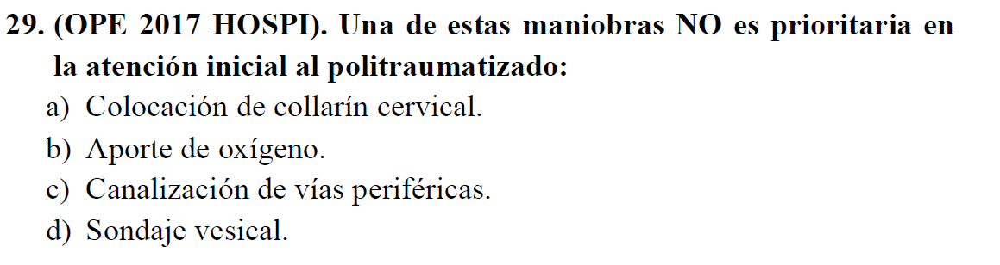 29. (OPE 2017 HOSPI). Una de estas maniobras NO es prioritaria en
la atención inicial al politraumatizado:
a) Colocación de collarín cervical.
b) Aporte de oxígeno.
c) Canalización de vías periféricas.
d) Sondaje vesical.